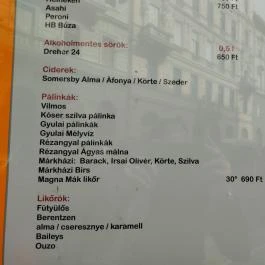 Heineken
Asahi 750 Ft
Peroni
HB Búza
Alkoholmentes sörök: 0,5 l
Dreher 24 650 Ft
Ciderek:
Somersby Alma / Áfonya / Körte / Szeder
Pálinkák:
Vilmos
Kóser szilva pálinka
Gyulai pálinkák
Gyulai Mélyvíz
Rézangyal pálinkák
Rézangyal Ágyas málna
Márkházi: Barack, Irsai Olivér, Körte, Szilva
Márkházi Birs
Magna Mák likőr 30° 690 Ft
Likőrök:
Fütyülős
Berentzen
alma / cseresznye / karamell
Baileys
Ouzo